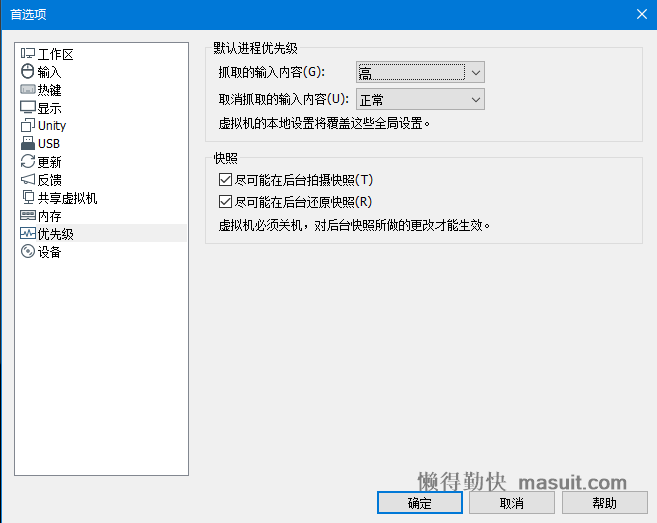 首选项
工作区
输入
热键
显示
Unity
USB
更新
反馈
共享虚拟机
内存
优先级
设备
默认进程优先级
抓取的输入内容(G): 高
取消抓取的输入内容(U): 正常
虚拟机的本地设置将覆盖这些全局设置。
快照
尽可能在后台拍摄快照(T)
尽可能在后台还原快照(R)
虚拟机必须关机，对后台快照所做的更改才能生效。
懒得勤快 masuit.com
确定 取消 帮助